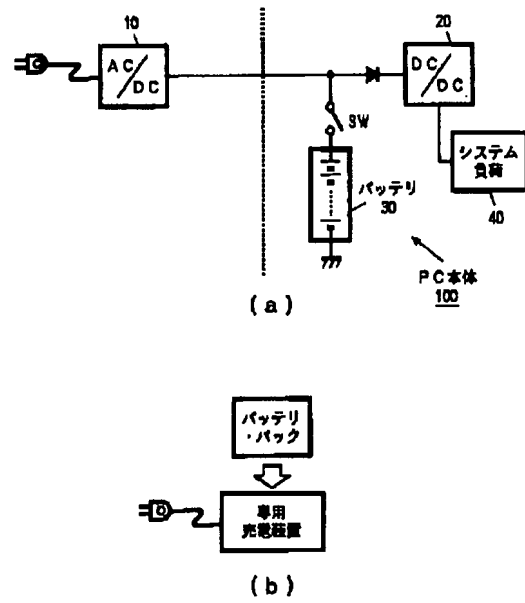 10
AC/DC
20
DC/DC
SW
システム
負荷
40
バッテリ
30
PC本体
100
(a)
バッテリ
・パック
専用
充電装置
(b)